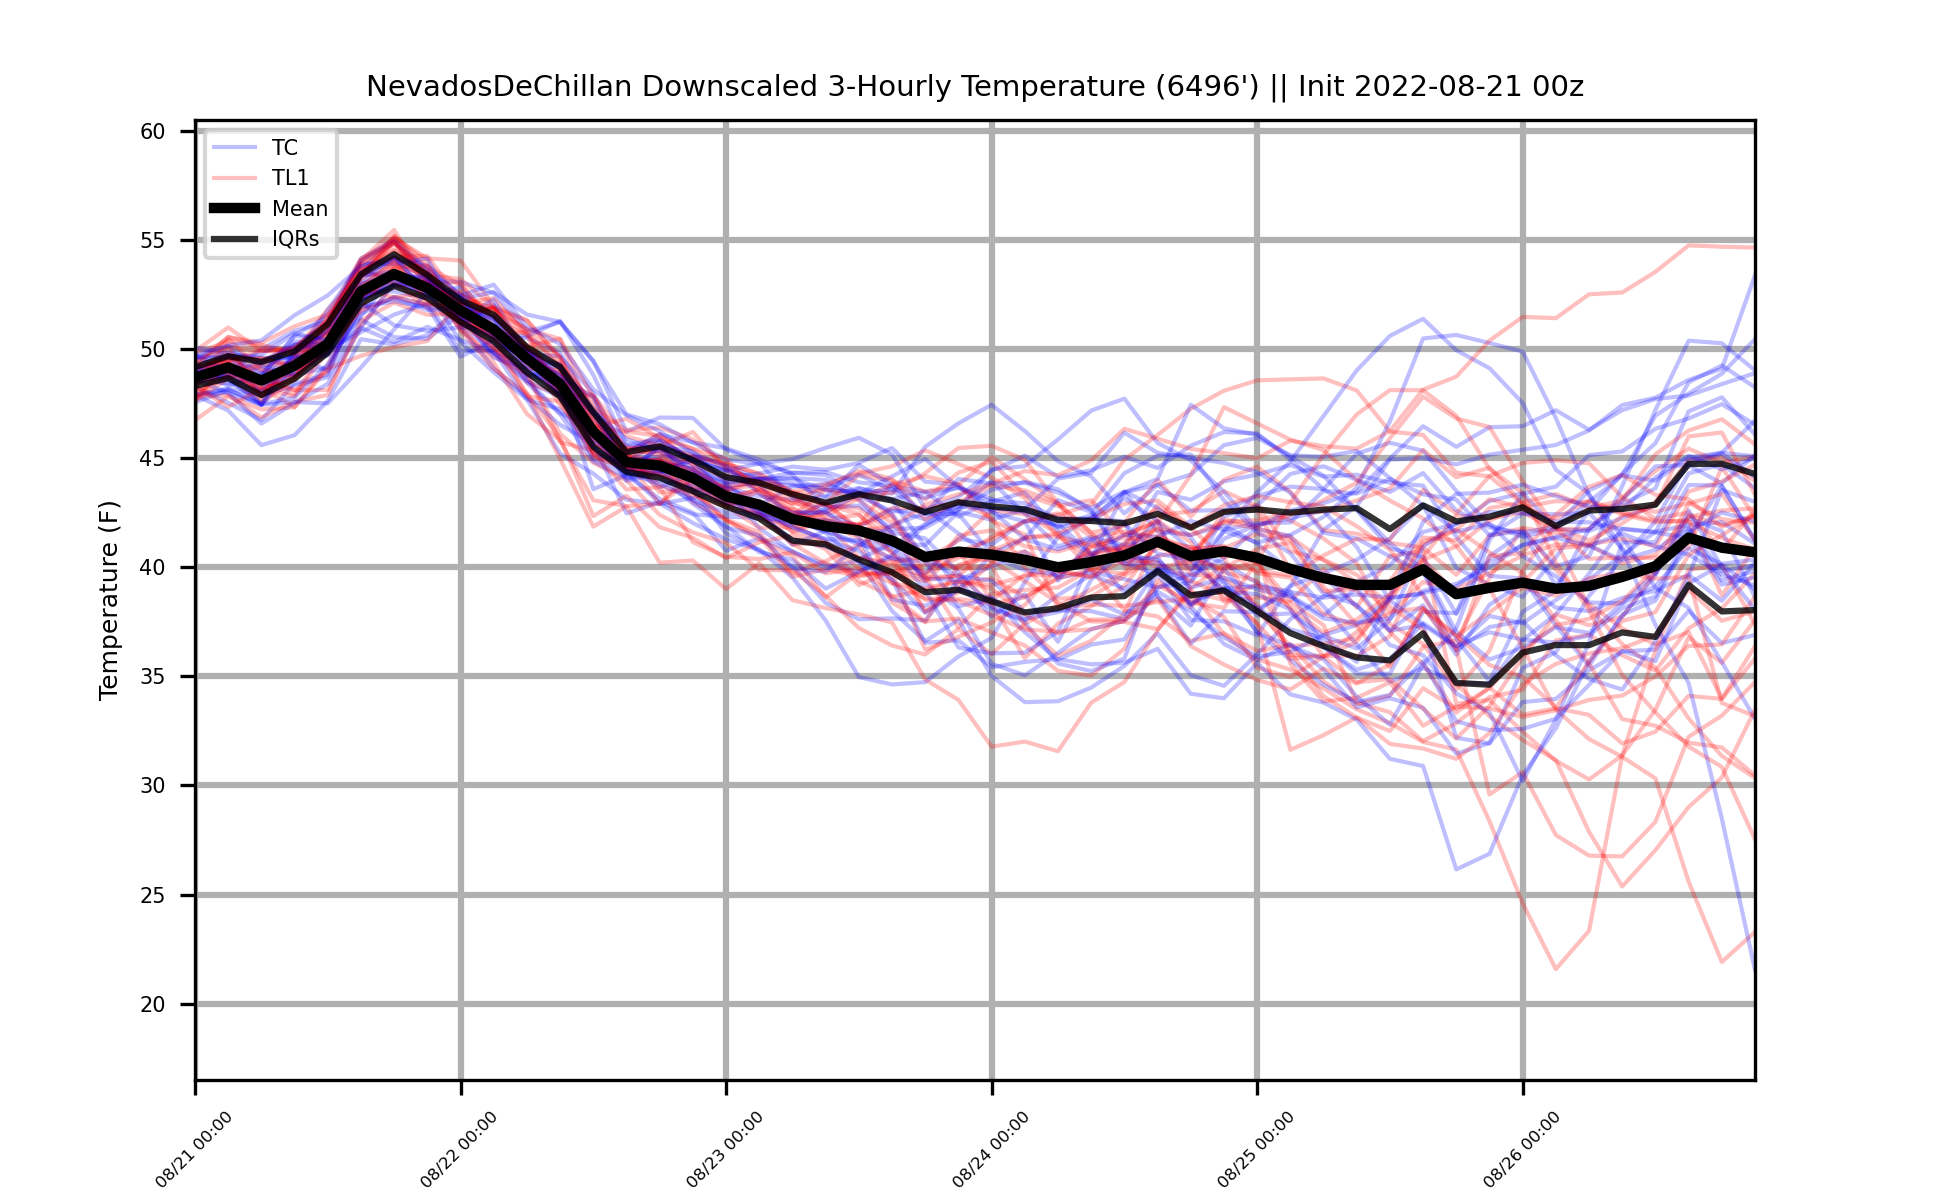 NevadosDeChillan Downscaled 3-Hourly Temperature (6496') || Init 2022-08-21 00z
TC
TL1
Mean
IQRs
Temperature (F)
60
55
50
45
40
35
30
25
20
08/21 00:00
08/22 00:00
08/23 00:00
08/24 00:00
08/25 00:00
08/26 00:00